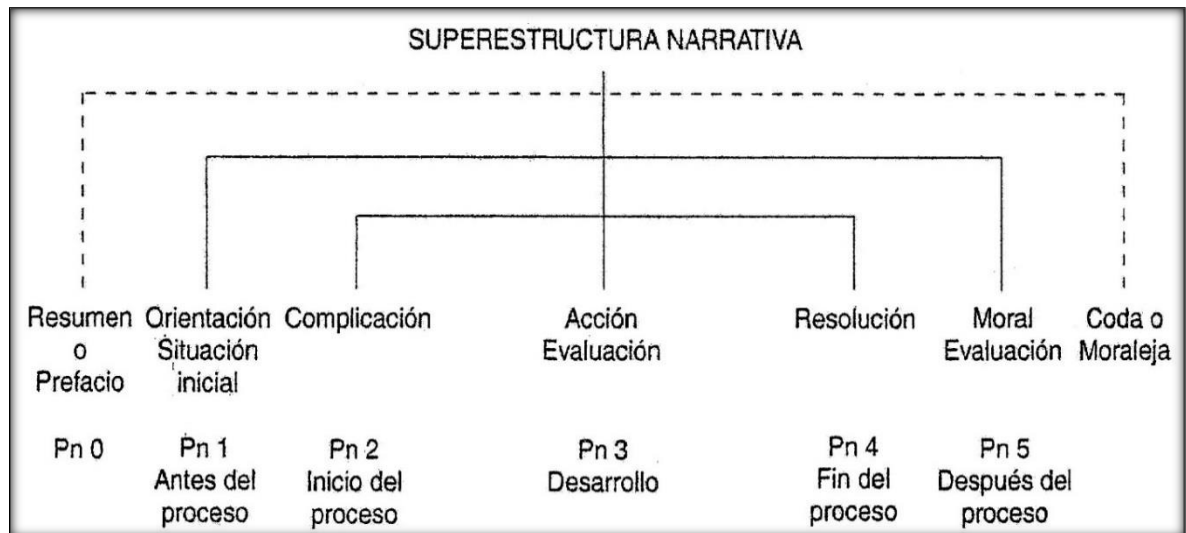 SUPERESTRUCTURA NARRATIVA
Resumen Orientación Complicación Acción Resolución Moral Coda o
o Situación Evaluación Evaluación Moraleja
Prefacio inicial
Pn 0 Pn 1 Pn 2 Pn 3 Pn 4 Pn 5
Antes del Inicio del Desarrollo Fin del Después del
proceso proceso proceso proceso